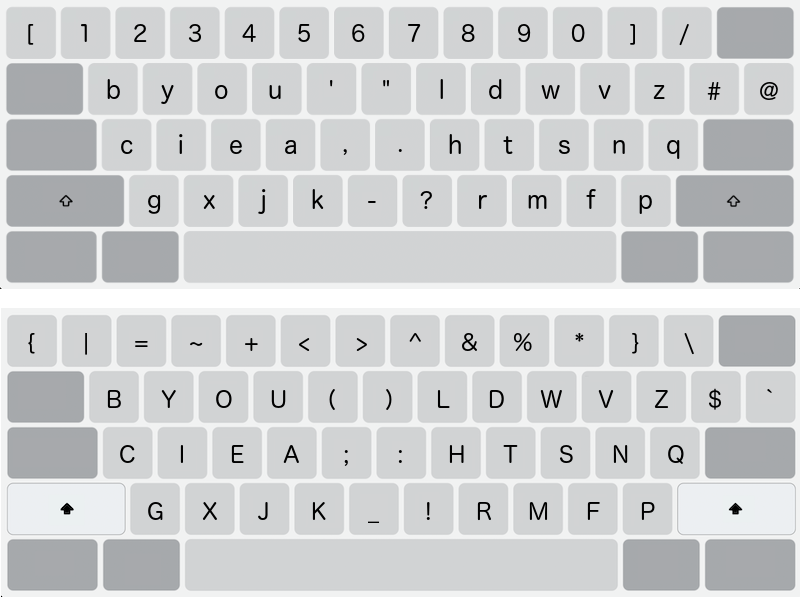 [ 1 2 3 4 5 6 7 8 9 0 ] /
b y o u ' " l d w v z # @
c i e a , . h t s n q
⇧ g x j k - ? r m f p ⇧
{ | = ~ + < > ^ & % * } \
B Y O U ( ) L D W V Z $ `
C I E A ; : H T S N Q
⬆ G X J K _ ! R M F P ⬆